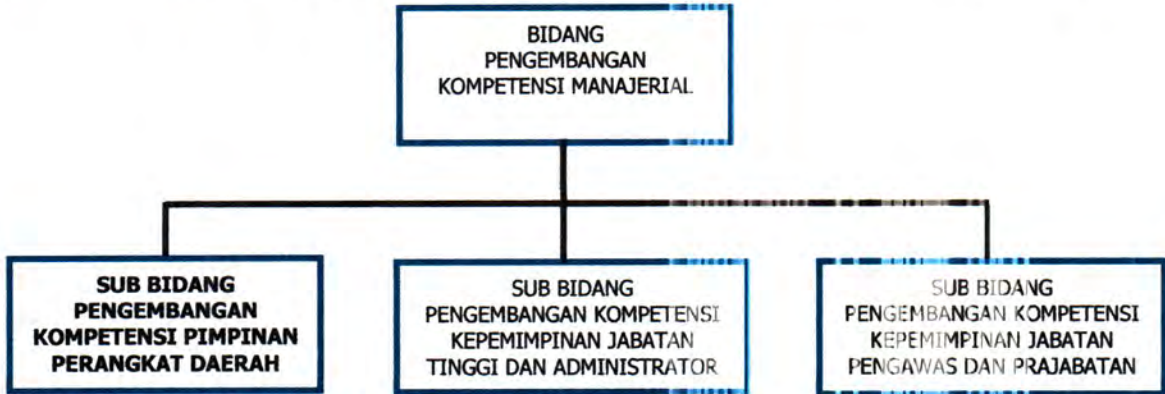 BIDANG
PENGEMBANGAN
KOMPETENSI MANAJERIAL
SUB BIDANG
PENGEMBANGAN
KOMPETENSI PIMPINAN
PERANGKAT DAERAH
SUB BIDANG
PENGEMBANGAN KOMPETENSI
KEPEMIMPINAN JABATAN
TINGGI DAN ADMINISTRATOR
SUB BIDANG
PENGEMBANGAN KOMPETENSI
KEPEMIMPINAN JABATAN
PENGAWAS DAN PRAJABATAN